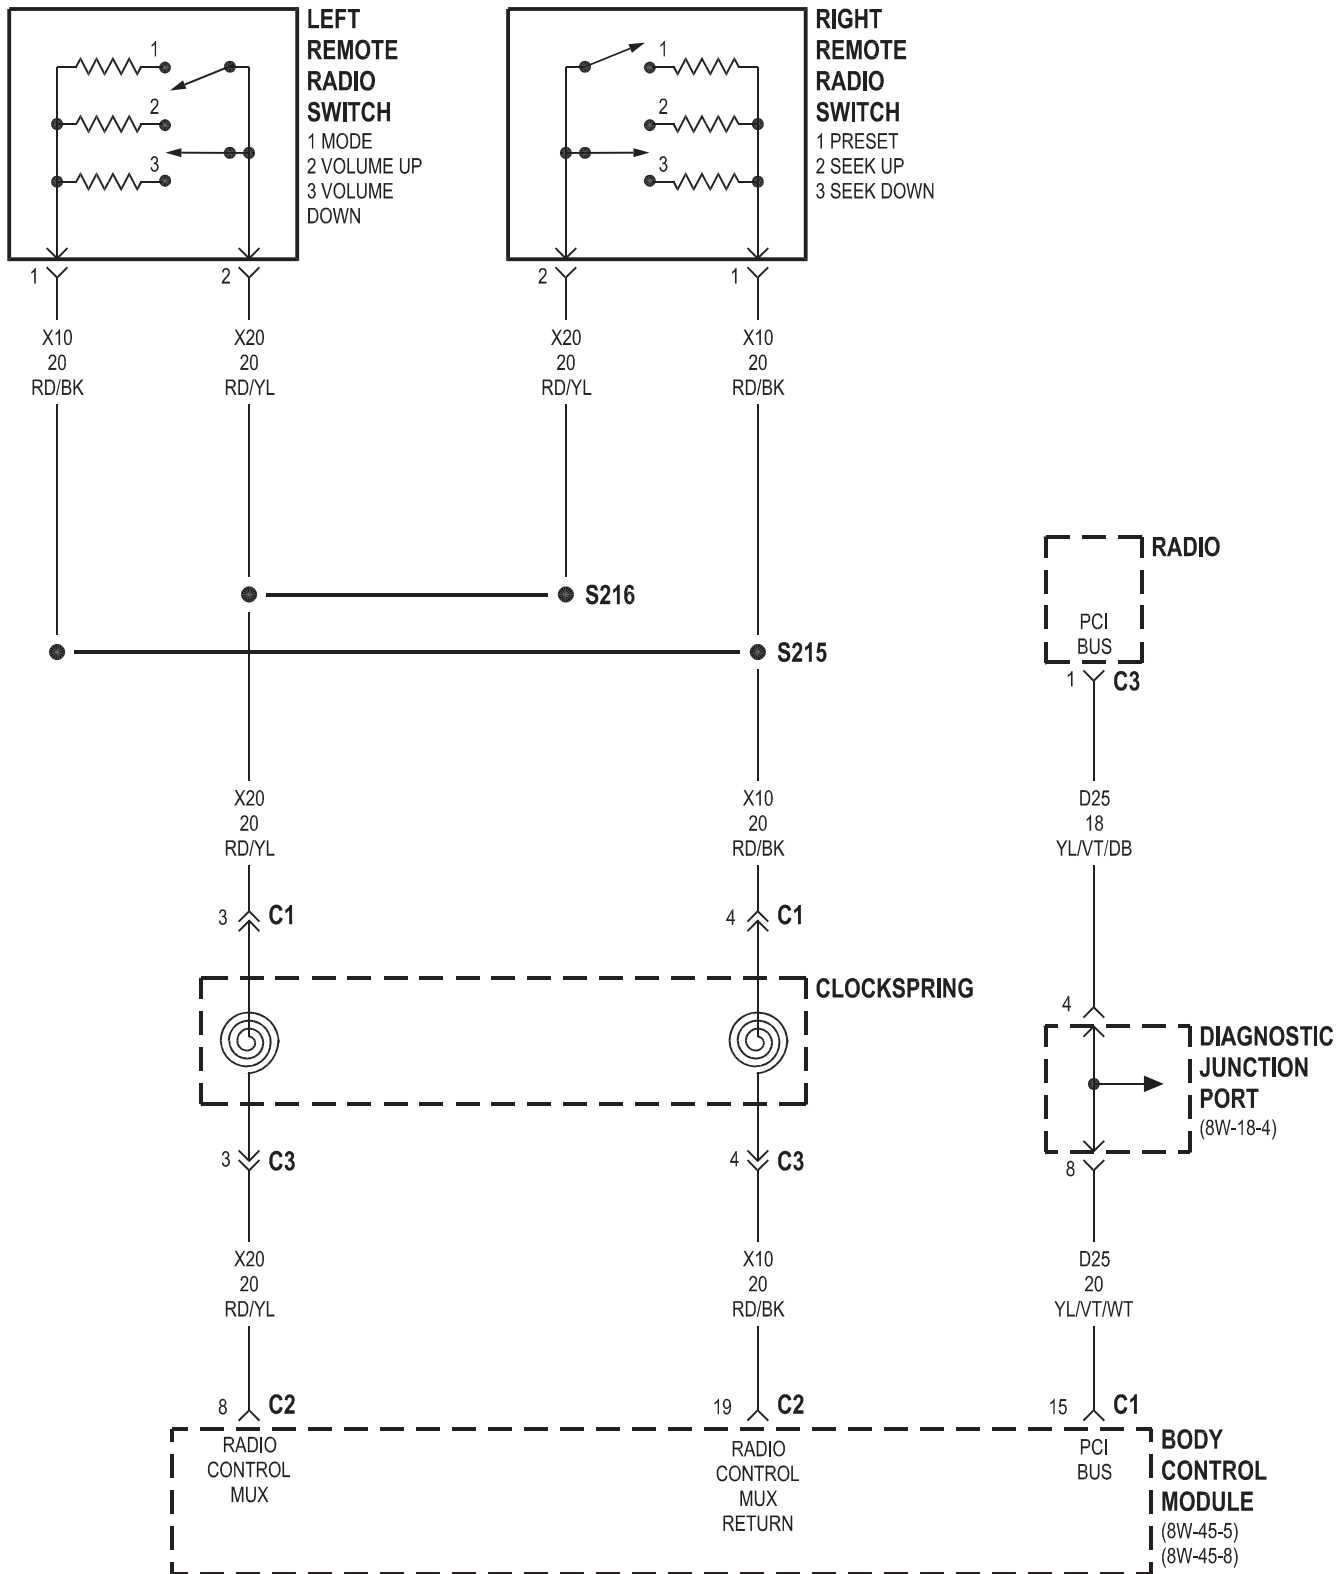 LEFT
REMOTE
RADIO
SWITCH
1 MODE
2 VOLUME UP
3 VOLUME
DOWN
1
2
3
RIGHT
REMOTE
RADIO
SWITCH
1 PRESET
2 SEEK UP
3 SEEK DOWN
1
2
3
1
2
2
1
X10
20
RD/BK
X20
20
RD/YL
X20
20
RD/YL
X10
20
RD/BK
S216
S215
RADIO
PCI
BUS
1
C3
X20
20
RD/YL
X10
20
RD/BK
D25
18
YL/VT/DB
3
C1
4
C1
CLOCKSPRING
4
DIAGNOSTIC
JUNCTION
PORT
(8W-18-4)
3
C3
4
C3
8
X20
20
RD/YL
X10
20
RD/BK
D25
20
YL/VT/WT
8
C2
19
C2
15
C1
RADIO
CONTROL
MUX
RADIO
CONTROL
MUX
RETURN
PCI
BUS
BODY
CONTROL
MODULE
(8W-45-5)
(8W-45-8)